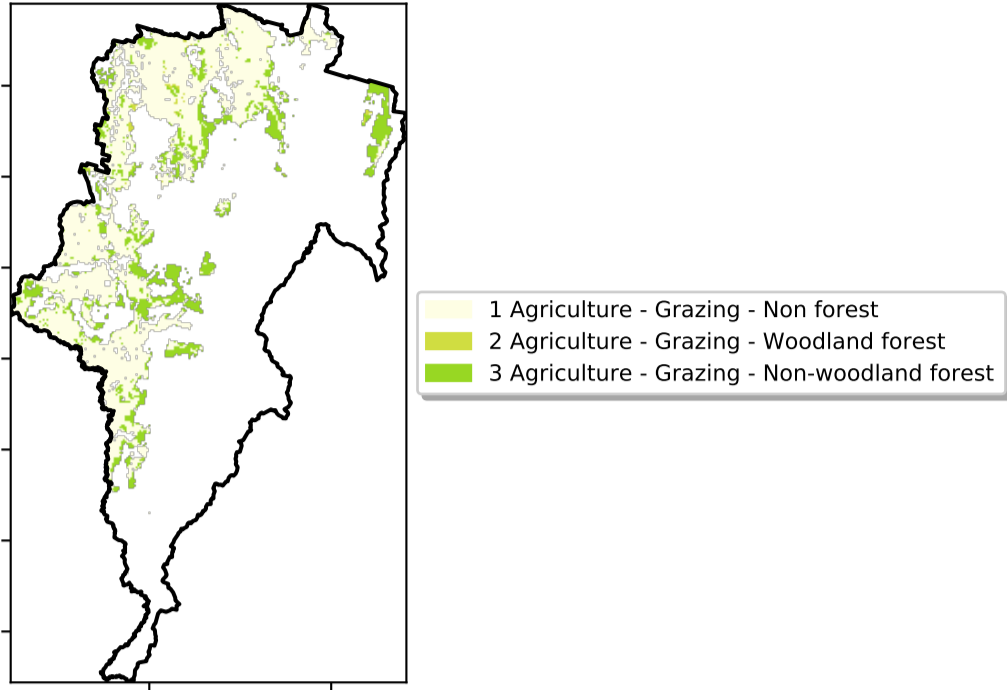 1 Agriculture - Grazing - Non forest
2 Agriculture - Grazing - Woodland forest
3 Agriculture - Grazing - Non-woodland forest